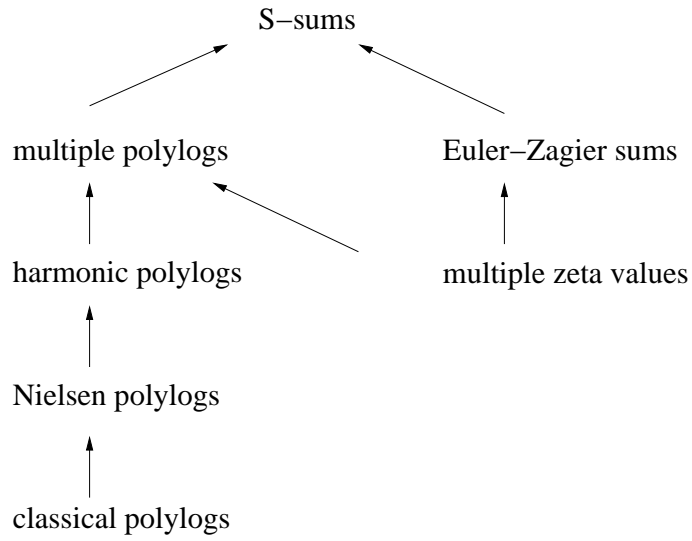 S−sums
multiple polylogs
Euler−Zagier sums
harmonic polylogs
multiple zeta values
Nielsen polylogs
classical polylogs